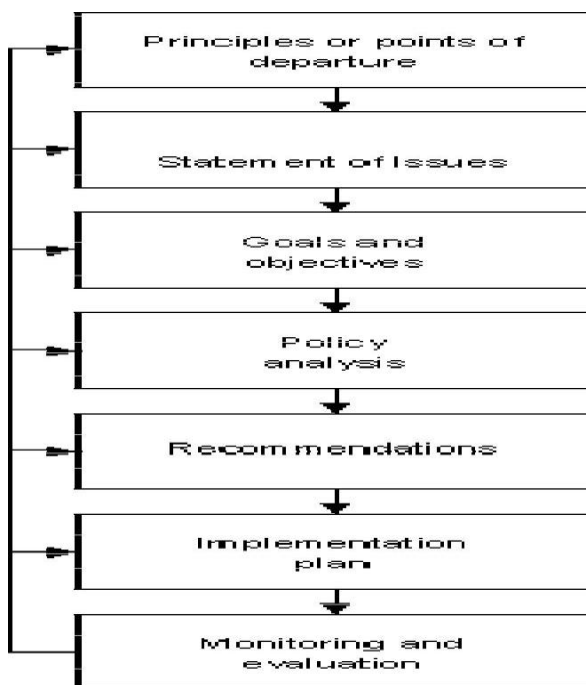 Principles or points of
departure
Statement of Issues
Goals and
objectives
Policy
analysis
Recommendations
Implementation
plan
Monitoring and
evaluation